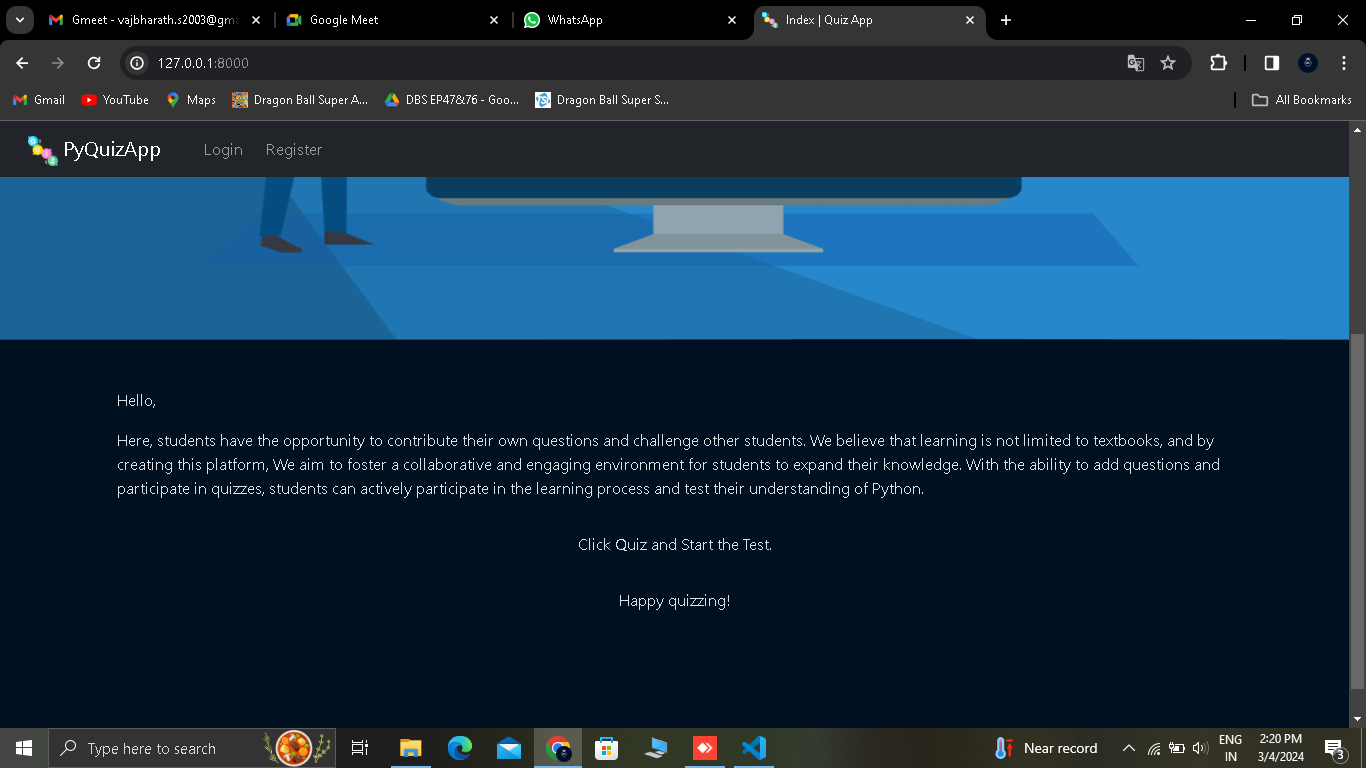 Gmeet - vajbharath.s2003@gma
Google Meet
WhatsApp
Index | Quiz App
127.0.0.1:8000
Gmail
YouTube
Maps
Dragon Ball Super A...
DBS EP47&76 - Goo...
Dragon Ball Super S...
All Bookmarks
PyQuizApp
Login
Register
Hello,
Here, students have the opportunity to contribute their own questions and challenge other students. We believe that learning is not limited to textbooks, and by
creating this platform, We aim to foster a collaborative and engaging environment for students to expand their knowledge. With the ability to add questions and
participate in quizzes, students can actively participate in the learning process and test their understanding of Python.
Click Quiz and Start the Test.
Happy quizzing!
Type here to search
Near record
ENG
IN
2:20 PM
3/4/2024
3